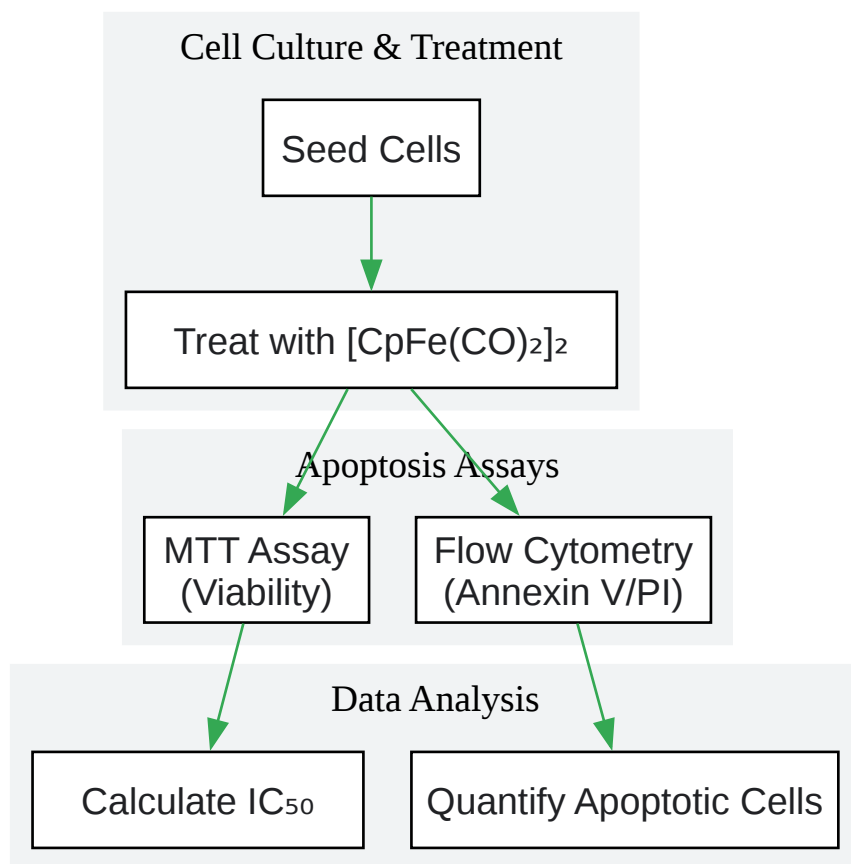 Cell Culture & Treatment
Seed Cells
Treat with [CpFe(CO)₂]₂
Apoptosis Assays
MTT Assay
(Viability)
Flow Cytometry
(Annexin V/PI)
Data Analysis
Calculate IC₅₀
Quantify Apoptotic Cells